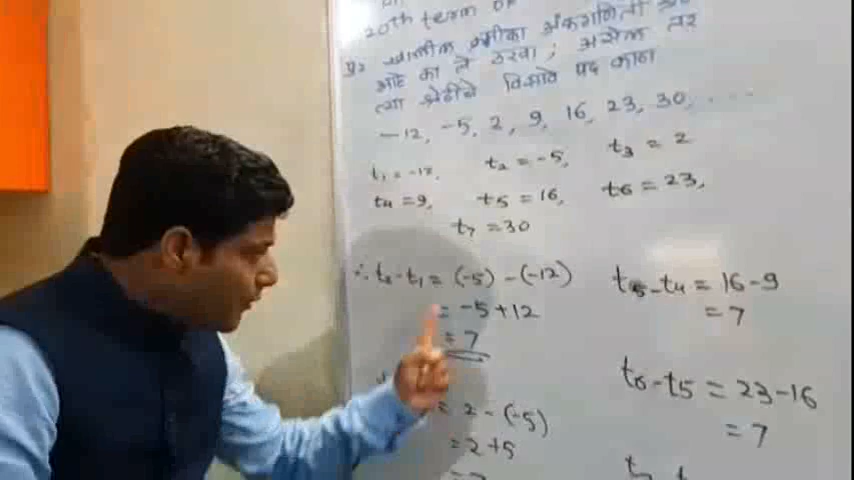 20th term of
खालील क्रमिका अंकगणिती
आहे का ते ठरवा; असेल तर
त्या श्रेढीचे विसावे पद काढा
-12, -5, 2, 9, 16, 23, 30, ....
t₁ = -12, t₂ = -5, t₃ = 2
t4 = 9, t5 = 16, t6 = 23,
t₇ = 30
∴ t₂ - t₁ = (-5) - (-12)
= -5 + 12
= 7
= 2 - (-5)
= 2 + 5
t5 - t4 = 16 - 9
= 7
t6 - t5 = 23 - 16
= 7